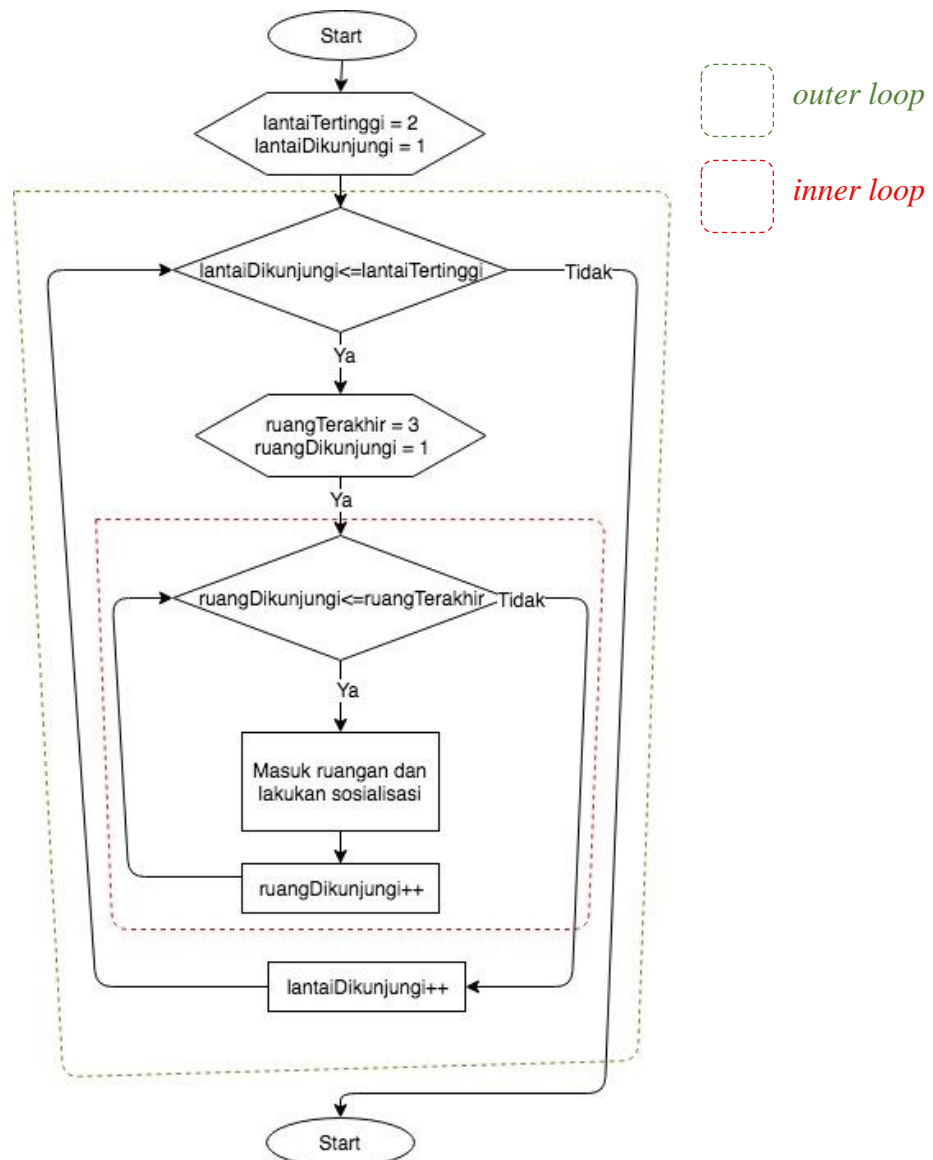 Start
outer loop
lantaiTertinggi = 2
lantaiDikunjungi = 1
inner loop
lantaiDikunjungi<=lantaiTertinggi
Tidak
Ya
ruangTerakhir = 3
ruangDikunjungi = 1
Ya
ruangDikunjungi<=ruangTerakhir
Tidak
Ya
Masuk ruangan dan
lakukan sosialisasi
ruangDikunjungi++
lantaiDikunjungi++
Start